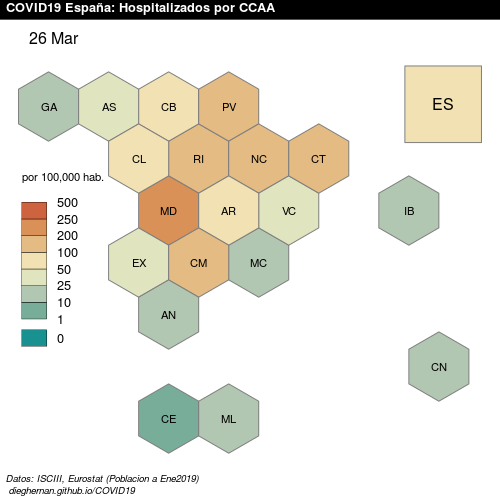 COVID19 España: Hospitalizados por CCAA
26 Mar
GA AS CB PV ES
CL RI NC CT
por 100,000 hab.
500
250
200
100
50
25
10
1
0
MD AR VC IB
EX CM MC
AN
CN
CE ML
Datos: ISCIII, Eurostat (Poblacion a Ene2019)
dieghernan.github.io/COVID19